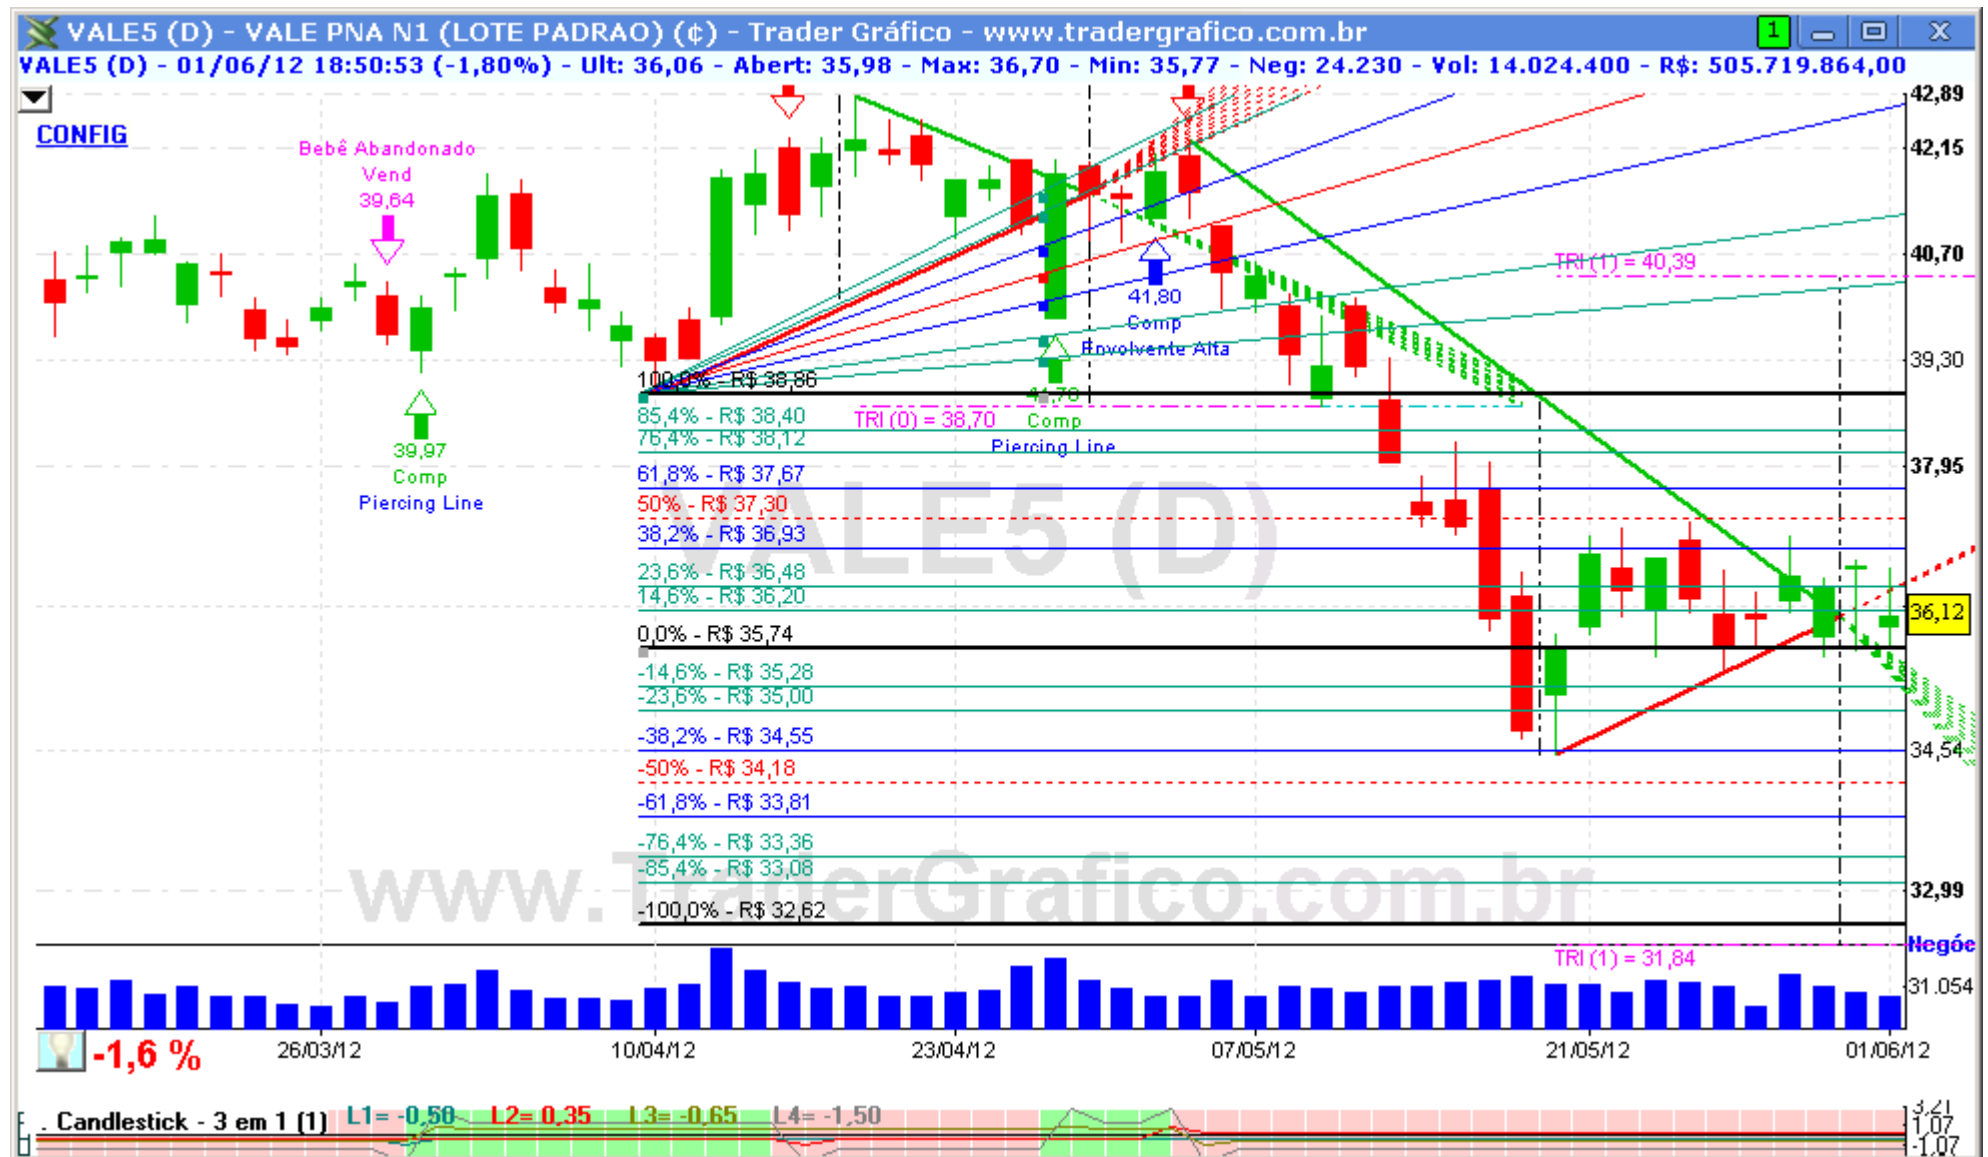 VALE5 (D) - VALE PNA N1 (LOTE PADRAO) (¢) - Trader Gráfico - www.tradergrafico.com.br
1
VALE5 (D) - 01/06/12 18:50:53 (-1,80%) - Ult: 36,06 - Abert: 35,98 - Max: 36,70 - Min: 35,77 - Neg: 24.230 - Vol: 14.024.400 - R$: 505.719.864,00
CONFIG
Bebê Abandonado
Vend
39,64
39,97
Comp
Piercing Line
41,80
Comp
Envolvente Alta
41,78
Comp
Piercing Line
TRI (0) = 38,70
TRI (1) = 40,39
TRI (1) = 31,84
100,0% - R$ 38,86
85,4% - R$ 38,40
76,4% - R$ 38,12
61,8% - R$ 37,67
50% - R$ 37,30
38,2% - R$ 36,93
23,6% - R$ 36,48
14,6% - R$ 36,20
0,0% - R$ 35,74
-14,6% - R$ 35,28
-23,6% - R$ 35,00
-38,2% - R$ 34,55
-50% - R$ 34,18
-61,8% - R$ 33,81
-76,4% - R$ 33,36
-85,4% - R$ 33,08
-100,0% - R$ 32,62
VALE5 (D)
www.TraderGrafico.com.br
42,89
42,15
40,70
39,30
37,95
36,12
34,54
32,99
Negóc
31.054
-1,6 %
26/03/12
10/04/12
23/04/12
07/05/12
21/05/12
01/06/12
. Candlestick - 3 em 1 (1) L1= -0,50 L2= 0,35 L3= -0,65 L4= -1,50
3,21
1,07
-1,07